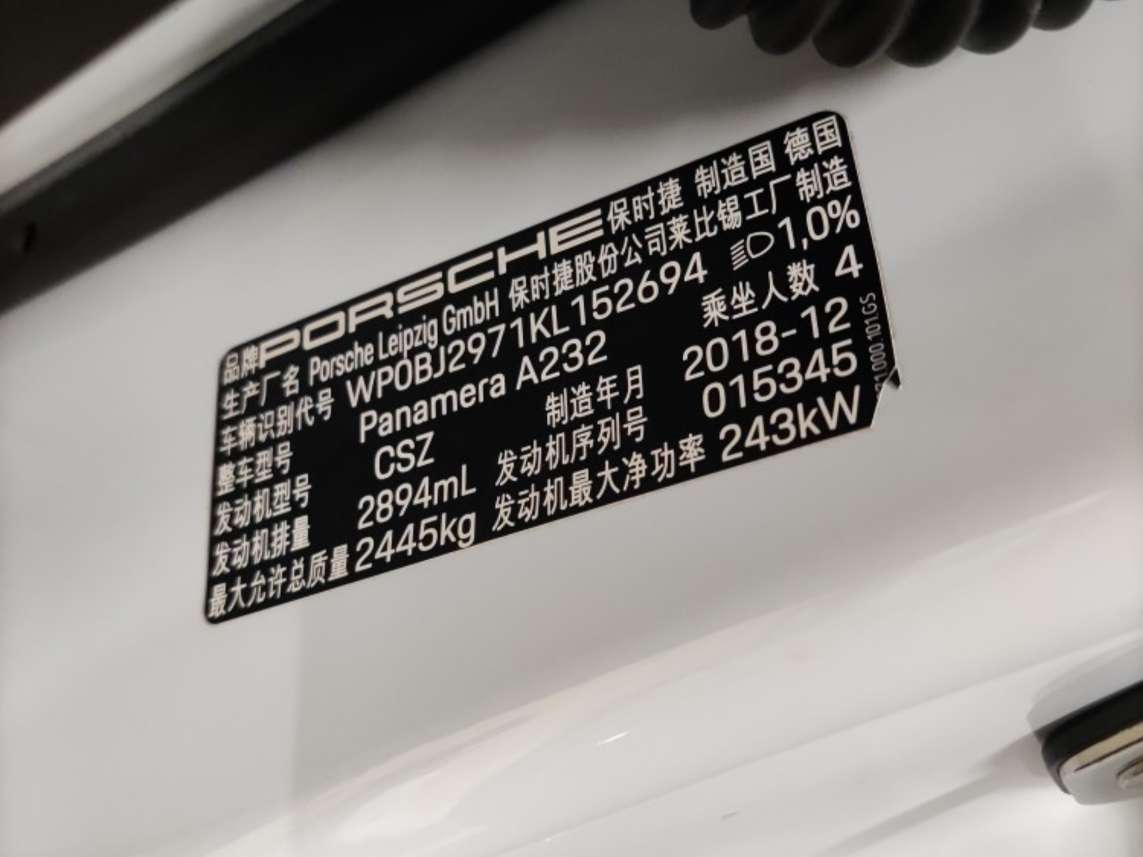 品牌 PORSCHE 保时捷 制造国 德国
生产厂名 Porsche Leipzig GmbH 保时捷股份公司莱比锡工厂制造
车辆识别代号 WP0BJ2971KL152694 1,0%
整车型号 Panamera A232 乘坐人数 4
发动机型号 CSZ 制造年月 2018-12
发动机排量 2894mL 发动机序列号 015345
最大允许总质量 2445kg 发动机最大净功率 243kW